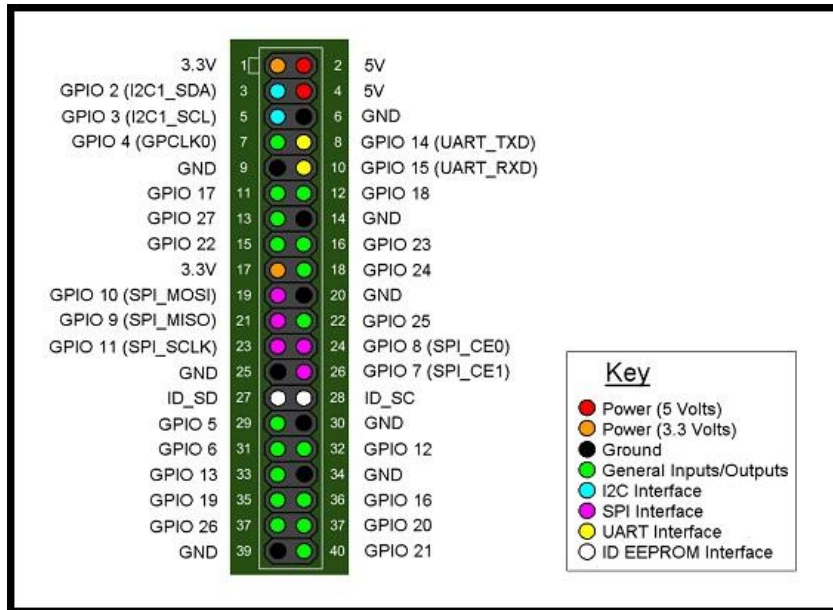 3.3V 1 2 5V
GPIO 2 (I2C1_SDA) 3 4 5V
GPIO 3 (I2C1_SCL) 5 6 GND
GPIO 4 (GPCLK0) 7 8 GPIO 14 (UART_TXD)
GND 9 10 GPIO 15 (UART_RXD)
GPIO 17 11 12 GPIO 18
GPIO 27 13 14 GND
GPIO 22 15 16 GPIO 23
3.3V 17 18 GPIO 24
GPIO 10 (SPI_MOSI) 19 20 GND
GPIO 9 (SPI_MISO) 21 22 GPIO 25
GPIO 11 (SPI_SCLK) 23 24 GPIO 8 (SPI_CE0)
GND 25 26 GPIO 7 (SPI_CE1)
ID_SD 27 28 ID_SC
GPIO 5 29 30 GND
GPIO 6 31 32 GPIO 12
GPIO 13 33 34 GND
GPIO 19 35 36 GPIO 16
GPIO 26 37 37 GPIO 20
GND 39 40 GPIO 21
Key
Power (5 Volts)
Power (3.3 Volts)
Ground
General Inputs/Outputs
I2C Interface
SPI Interface
UART Interface
ID EEPROM Interface